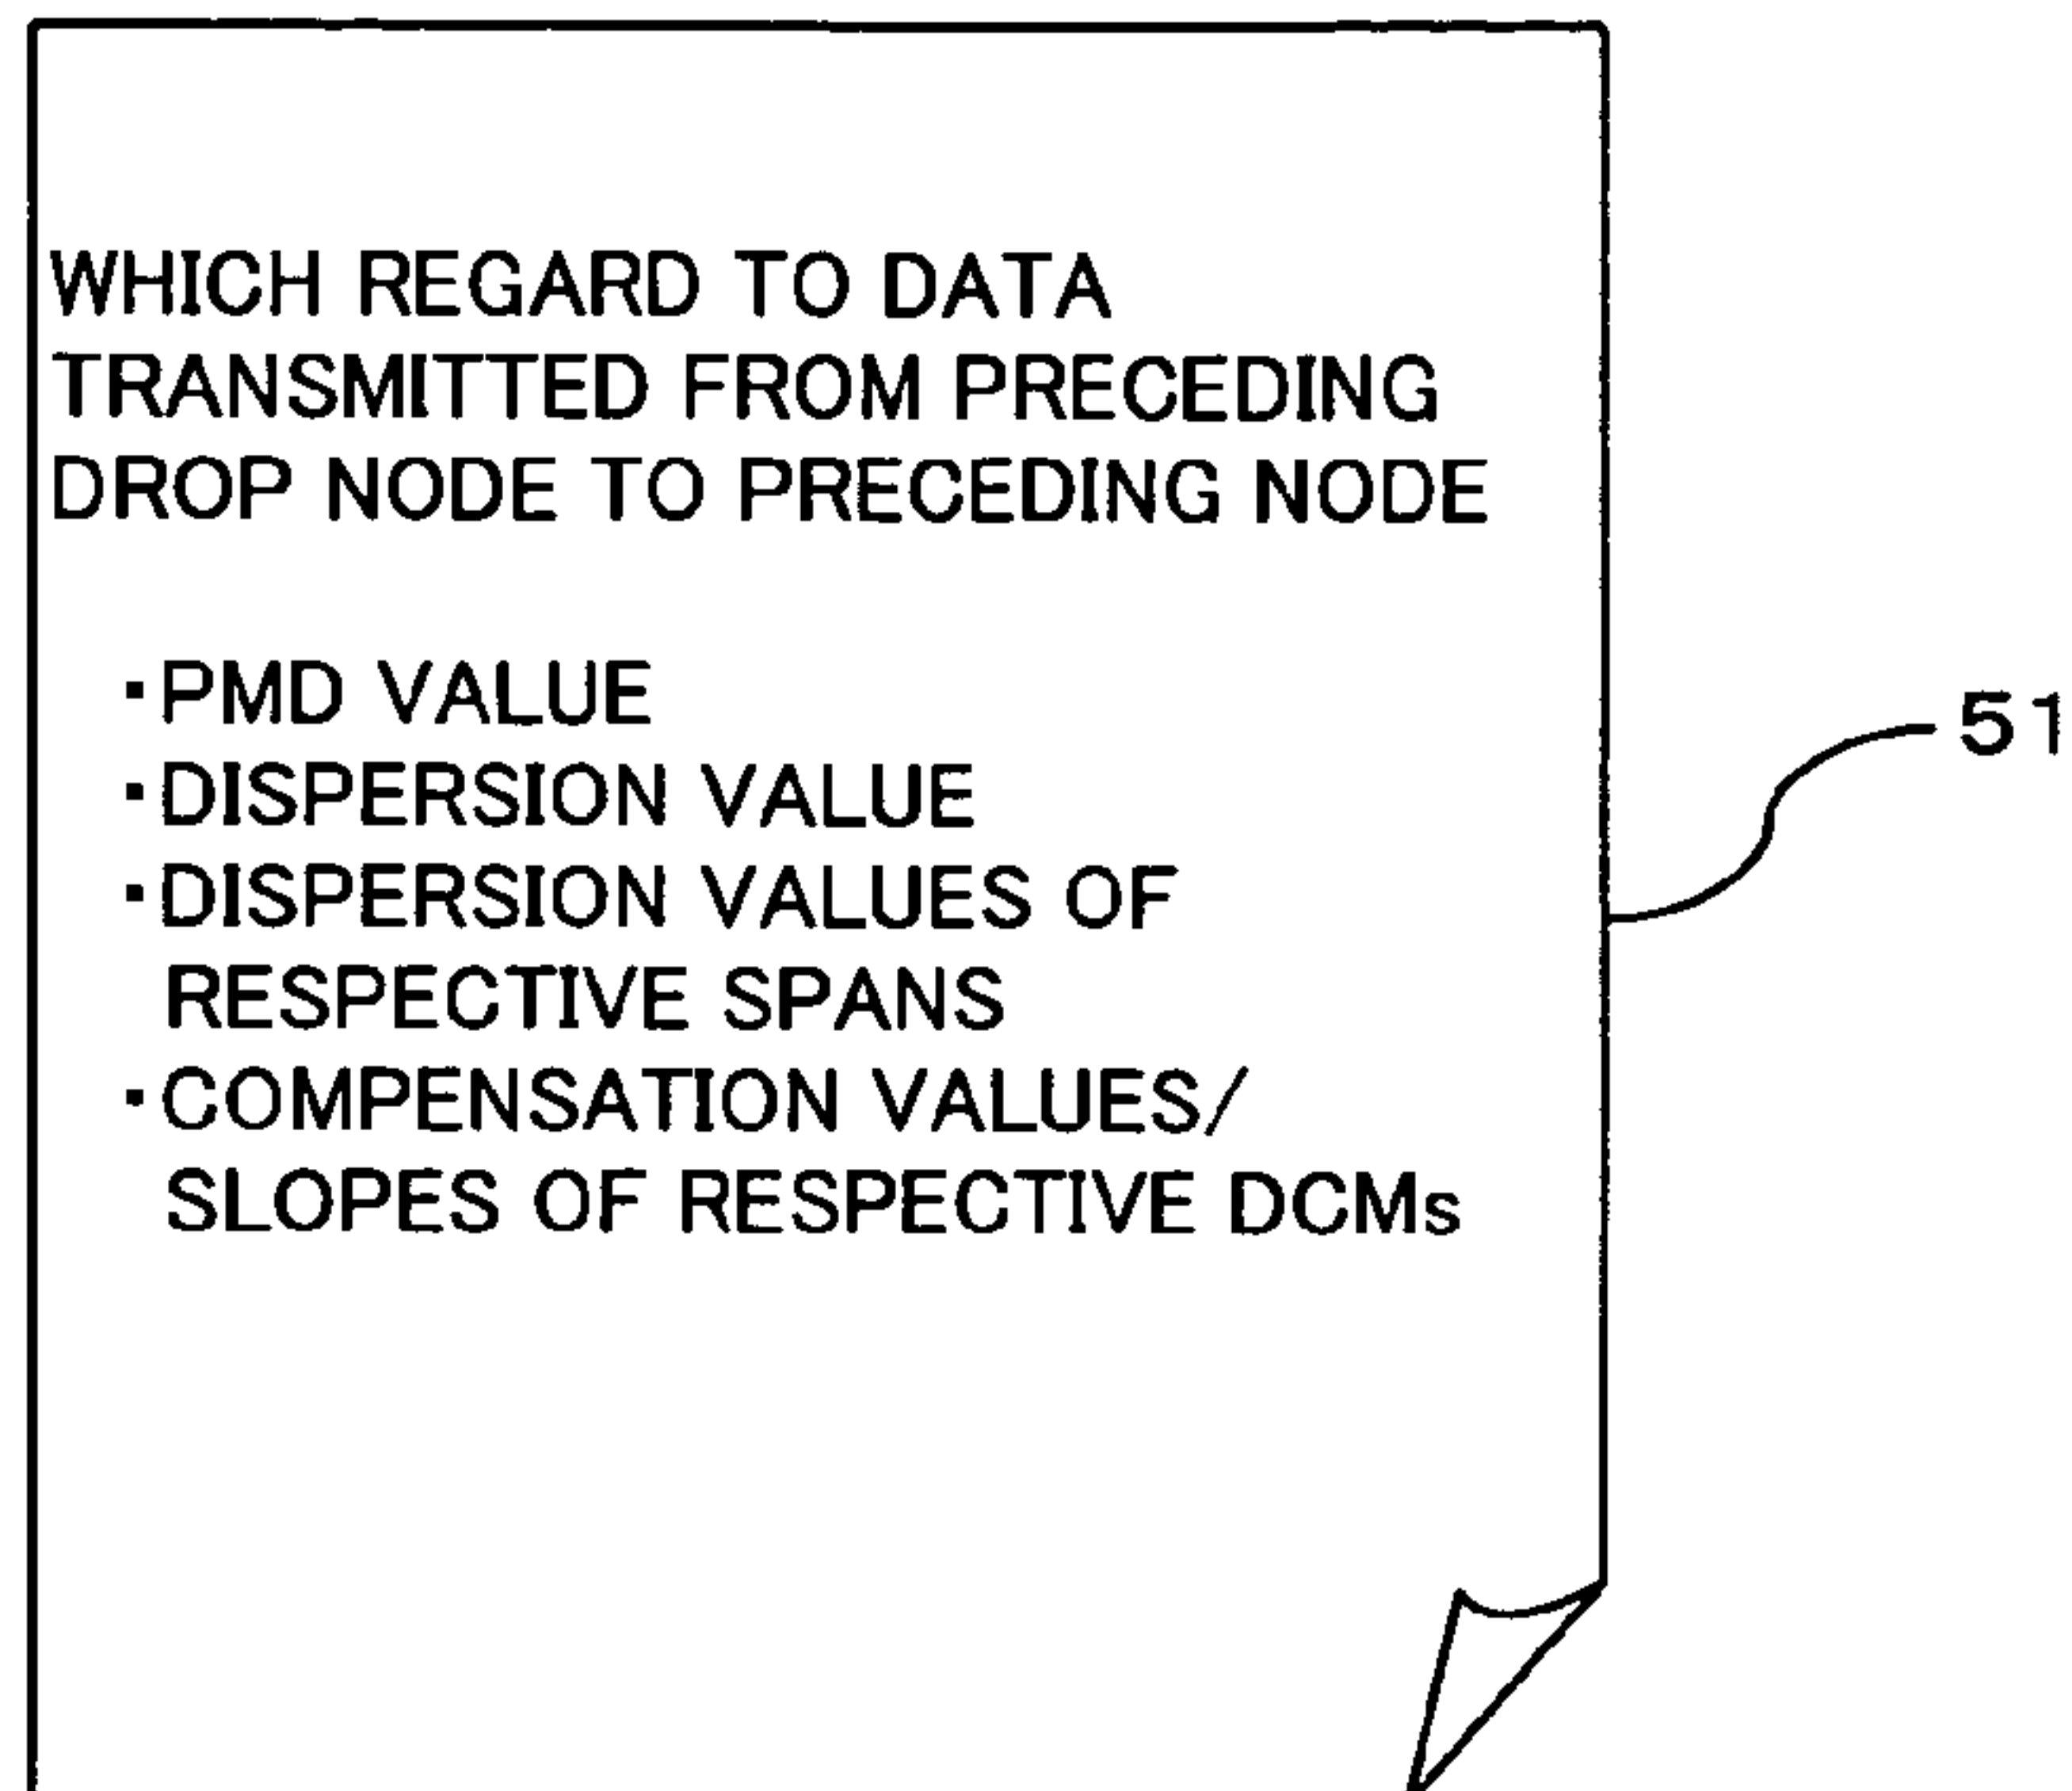 WHICH REGARD TO DATA
TRANSMITTED FROM PRECEDING
DROP NODE TO PRECEDING NODE
・PMD VALUE
・DISPERSION VALUE
・DISPERSION VALUES OF
RESPECTIVE SPANS
・COMPENSATION VALUES/
SLOPES OF RESPECTIVE DCMs
51